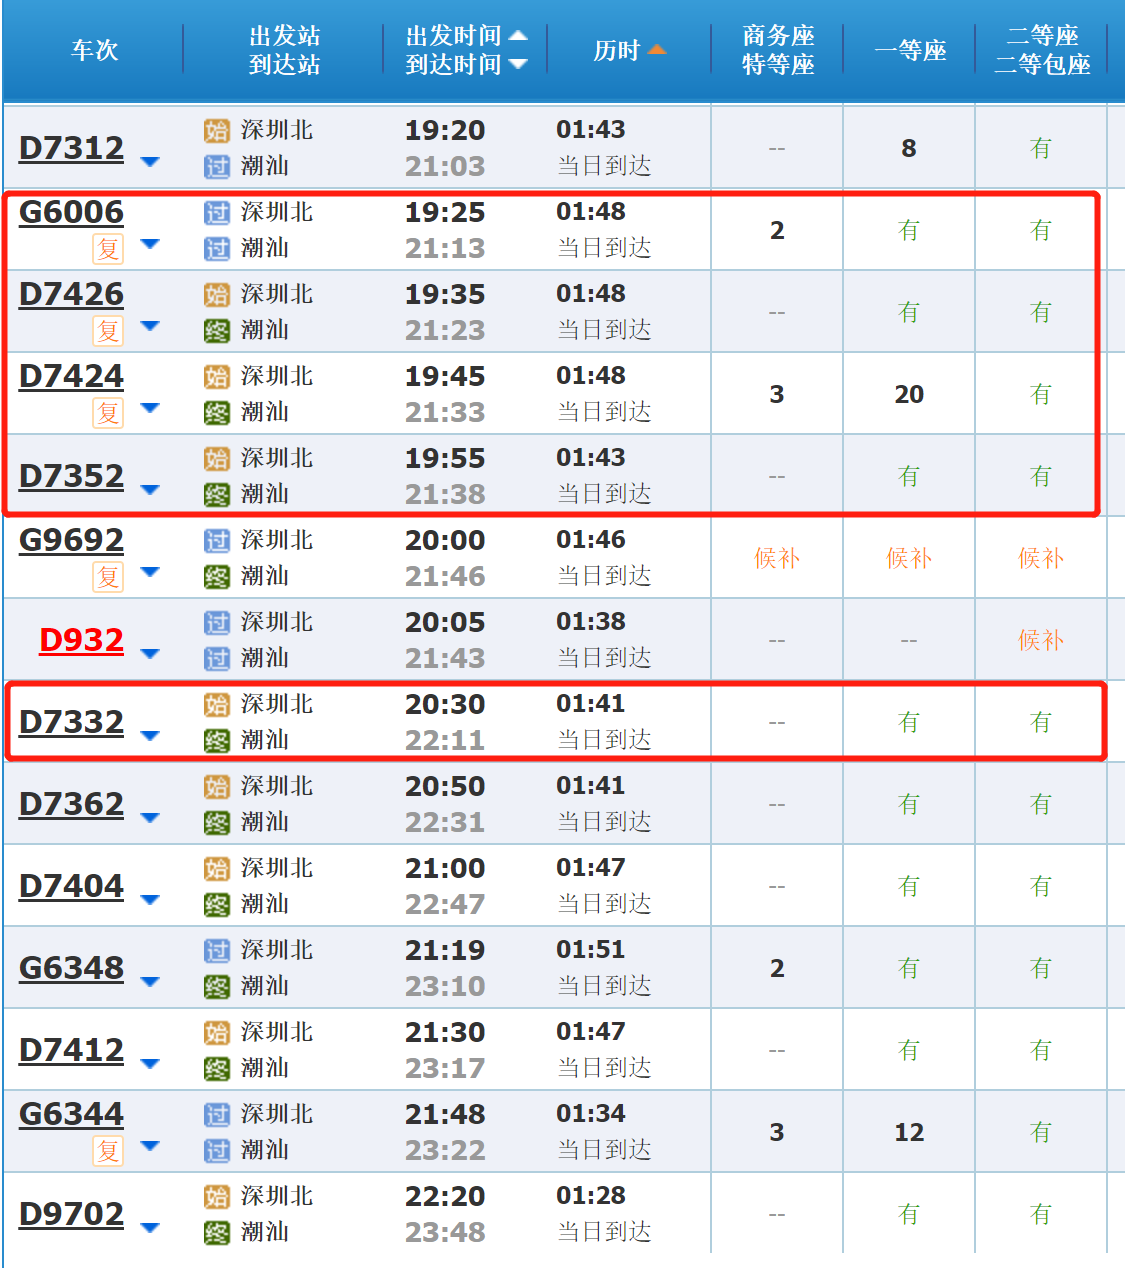 车次
出发站
到达站
出发时间
到达时间
历时
商务座
特等座
一等座
二等座
二等包座
D7312
始 深圳北
过 潮汕
19:20
21:03
01:43
当日到达
--
8
有
G6006
复
过 深圳北
过 潮汕
19:25
21:13
01:48
当日到达
2
有
有
D7426
复
始 深圳北
终 潮汕
19:35
21:23
01:48
当日到达
--
有
有
D7424
复
始 深圳北
终 潮汕
19:45
21:33
01:48
当日到达
3
20
有
D7352
始 深圳北
终 潮汕
19:55
21:38
01:43
当日到达
--
有
有
G9692
复
过 深圳北
终 潮汕
20:00
21:46
01:46
当日到达
候补
候补
候补
D932
过 深圳北
过 潮汕
20:05
21:43
01:38
当日到达
--
--
候补
D7332
始 深圳北
终 潮汕
20:30
22:11
01:41
当日到达
--
有
有
D7362
始 深圳北
终 潮汕
20:50
22:31
01:41
当日到达
--
有
有
D7404
始 深圳北
终 潮汕
21:00
22:47
01:47
当日到达
--
有
有
G6348
过 深圳北
终 潮汕
21:19
23:10
01:51
当日到达
2
有
有
D7412
始 深圳北
终 潮汕
21:30
23:17
01:47
当日到达
--
有
有
G6344
复
过 深圳北
过 潮汕
21:48
23:22
01:34
当日到达
3
12
有
D9702
始 深圳北
终 潮汕
22:20
23:48
01:28
当日到达
--
有
有